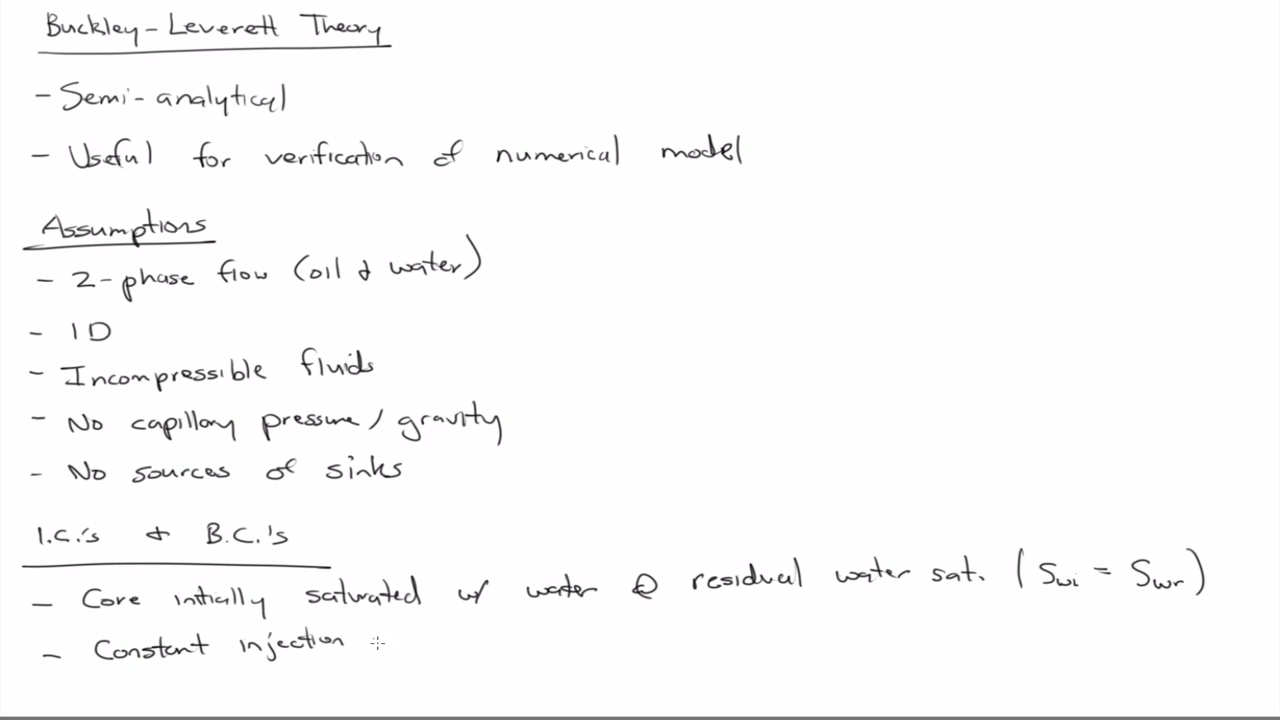 Buckley-Leverett Theory
- Semi-analytical
- Useful for verification of numerical model
Assumptions
- 2-phase flow (oil & water)
- 1D
- Incompressible fluids
- No capillary pressure / gravity
- No sources of sinks
I.C.'s & B.C.'s
- Core initially saturated w/ water @ residual water sat. (Swi = Swr)
- Constant injection